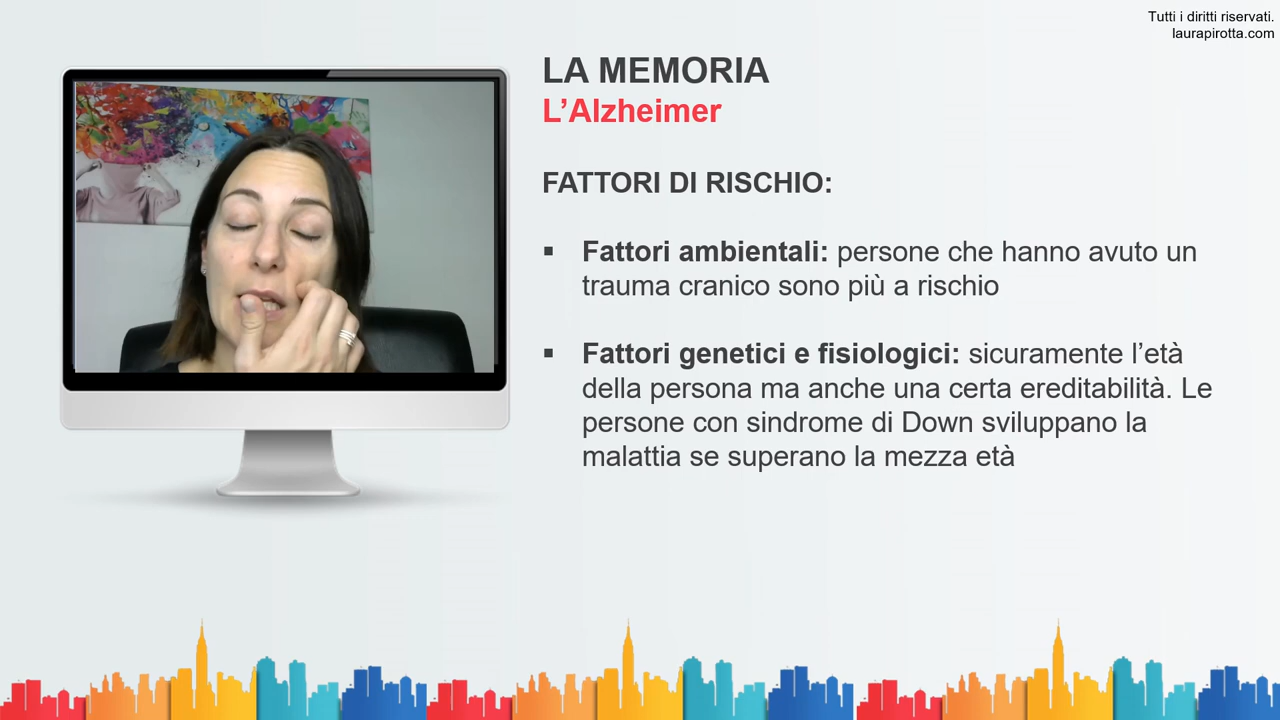 Tutti i diritti riservati.
laurapirotta.com
LA MEMORIA
L’Alzheimer
FATTORI DI RISCHIO:
▪ Fattori ambientali: persone che hanno avuto un
trauma cranico sono più a rischio
▪ Fattori genetici e fisiologici: sicuramente l’età
della persona ma anche una certa ereditabilità. Le
persone con sindrome di Down sviluppano la
malattia se superano la mezza età